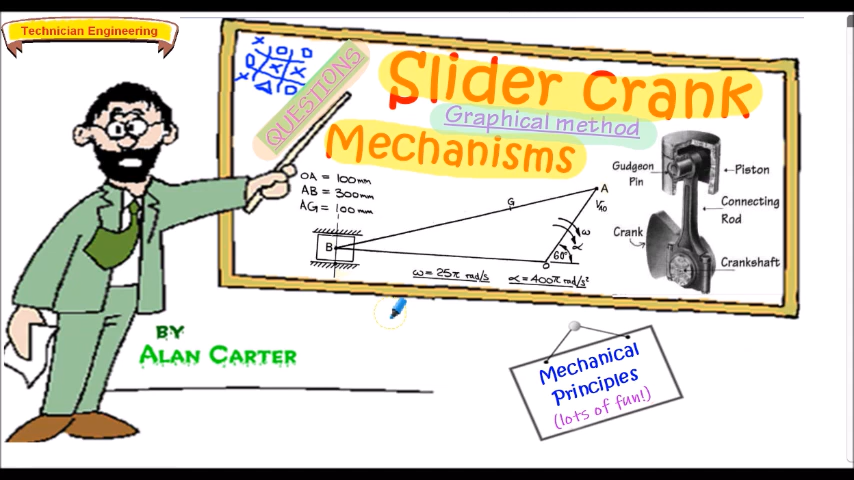 Technician Engineering
QUESTIONS
Slider Crank
Graphical method
Mechanisms
OA = 100mm
AB = 300mm
AG = 100mm
G
A
B
O
60°
ω
α
ω = 25π rad/s
α = 400π rad/s²
Gudgeon
Pin
Piston
Connecting
Rod
Crank
Crankshaft
BY
ALAN CARTER
Mechanical
Principles
(lots of fun!)